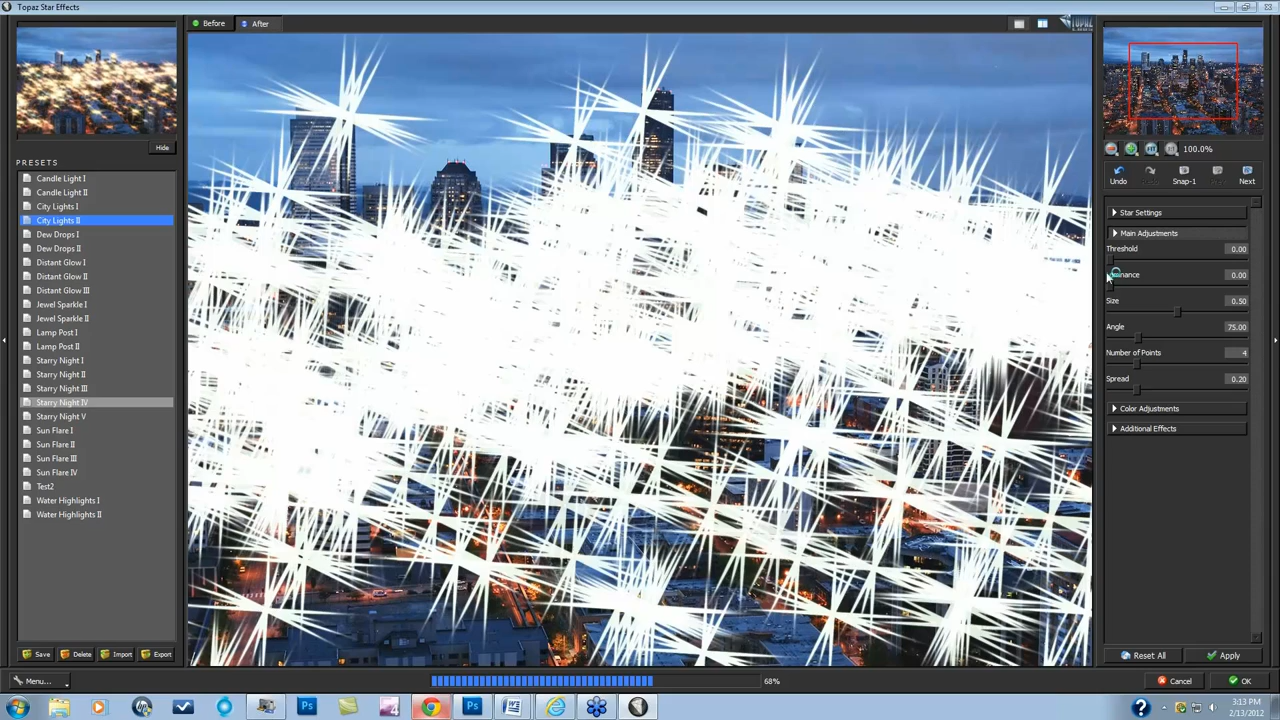 Topaz Star Effects
Before
After
TOPAZ
Hide
PRESETS
Candle Light I
Candle Light II
City Lights I
City Lights II
Dew Drops I
Dew Drops II
Distant Glow I
Distant Glow II
Distant Glow III
Jewel Sparkle I
Jewel Sparkle II
Lamp Post I
Lamp Post II
Starry Night I
Starry Night II
Starry Night III
Starry Night IV
Starry Night V
Sun Flare I
Sun Flare II
Sun Flare III
Sun Flare IV
Test2
Water Highlights I
Water Highlights II
Save
Delete
Import
Export
Menu...
68%
100.0%
Undo
Snap-1
Next
Star Settings
Main Adjustments
Threshold 0.00
0.00
Size 0.50
Angle 75.00
Number of Points 4
Spread 0.20
Color Adjustments
Additional Effects
Reset All
Apply
Cancel
OK
3:13 PM
2/13/2012